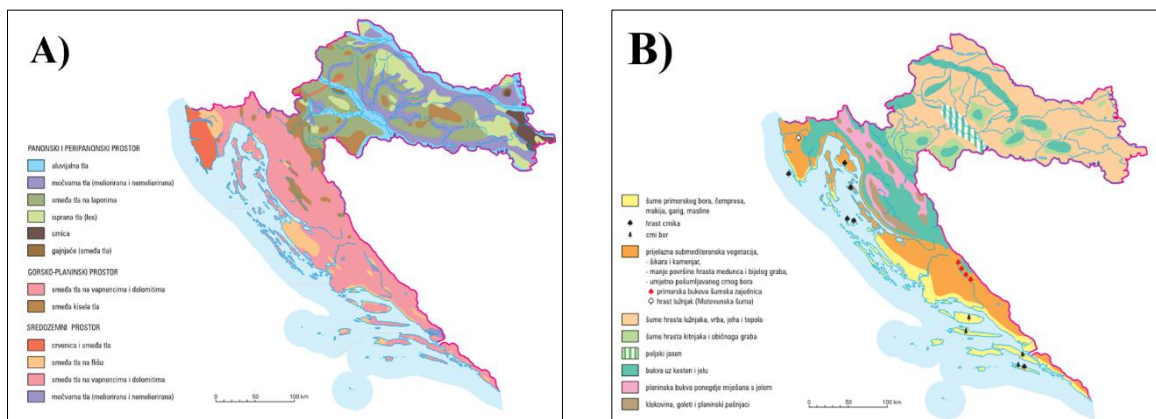 A)
PANONSKI I PERIPANONSKI PROSTOR
aluvijalna tla
močvarna tla (meliorirana i nemeliorirana)
smeđa tla na laporima
isprana tla (les)
crnica
gajnjače (smeđa tla)
GORSKO-PLANINSKI PROSTOR
smeđa tla na vapnencima i dolomitima
smeđa kisela tla
SREDOZEMNI PROSTOR
crvenica i smeđa tla
smeđa tla na flišu
smeđa tla na vapnencima i dolomitima
močvarna tla (meliorirana i nemeliorirana)
0 50 100 km
B)
šume primorskog bora, čempresa,
makija, garig, masline
hrast crnika
crni bor
prijelazna submediteranska vegetacija,
- šikara i kamenjar,
- manje površine hrasta medunca i bijelog graba,
- umjetno pošumljavanog crnog bora
primorska bukova šumska zajednica
hrast lužnjak (Motovunska šuma)
šume hrasta lužnjaka, vrba, joha i topola
šume hrasta kitnjaka i običnoga graba
poljski jasen
bukva uz kesten i jelu
planinska bukva ponegdje miješana s jelom
klekovina, goleti i planinski pašnjaci
0 50 100 km